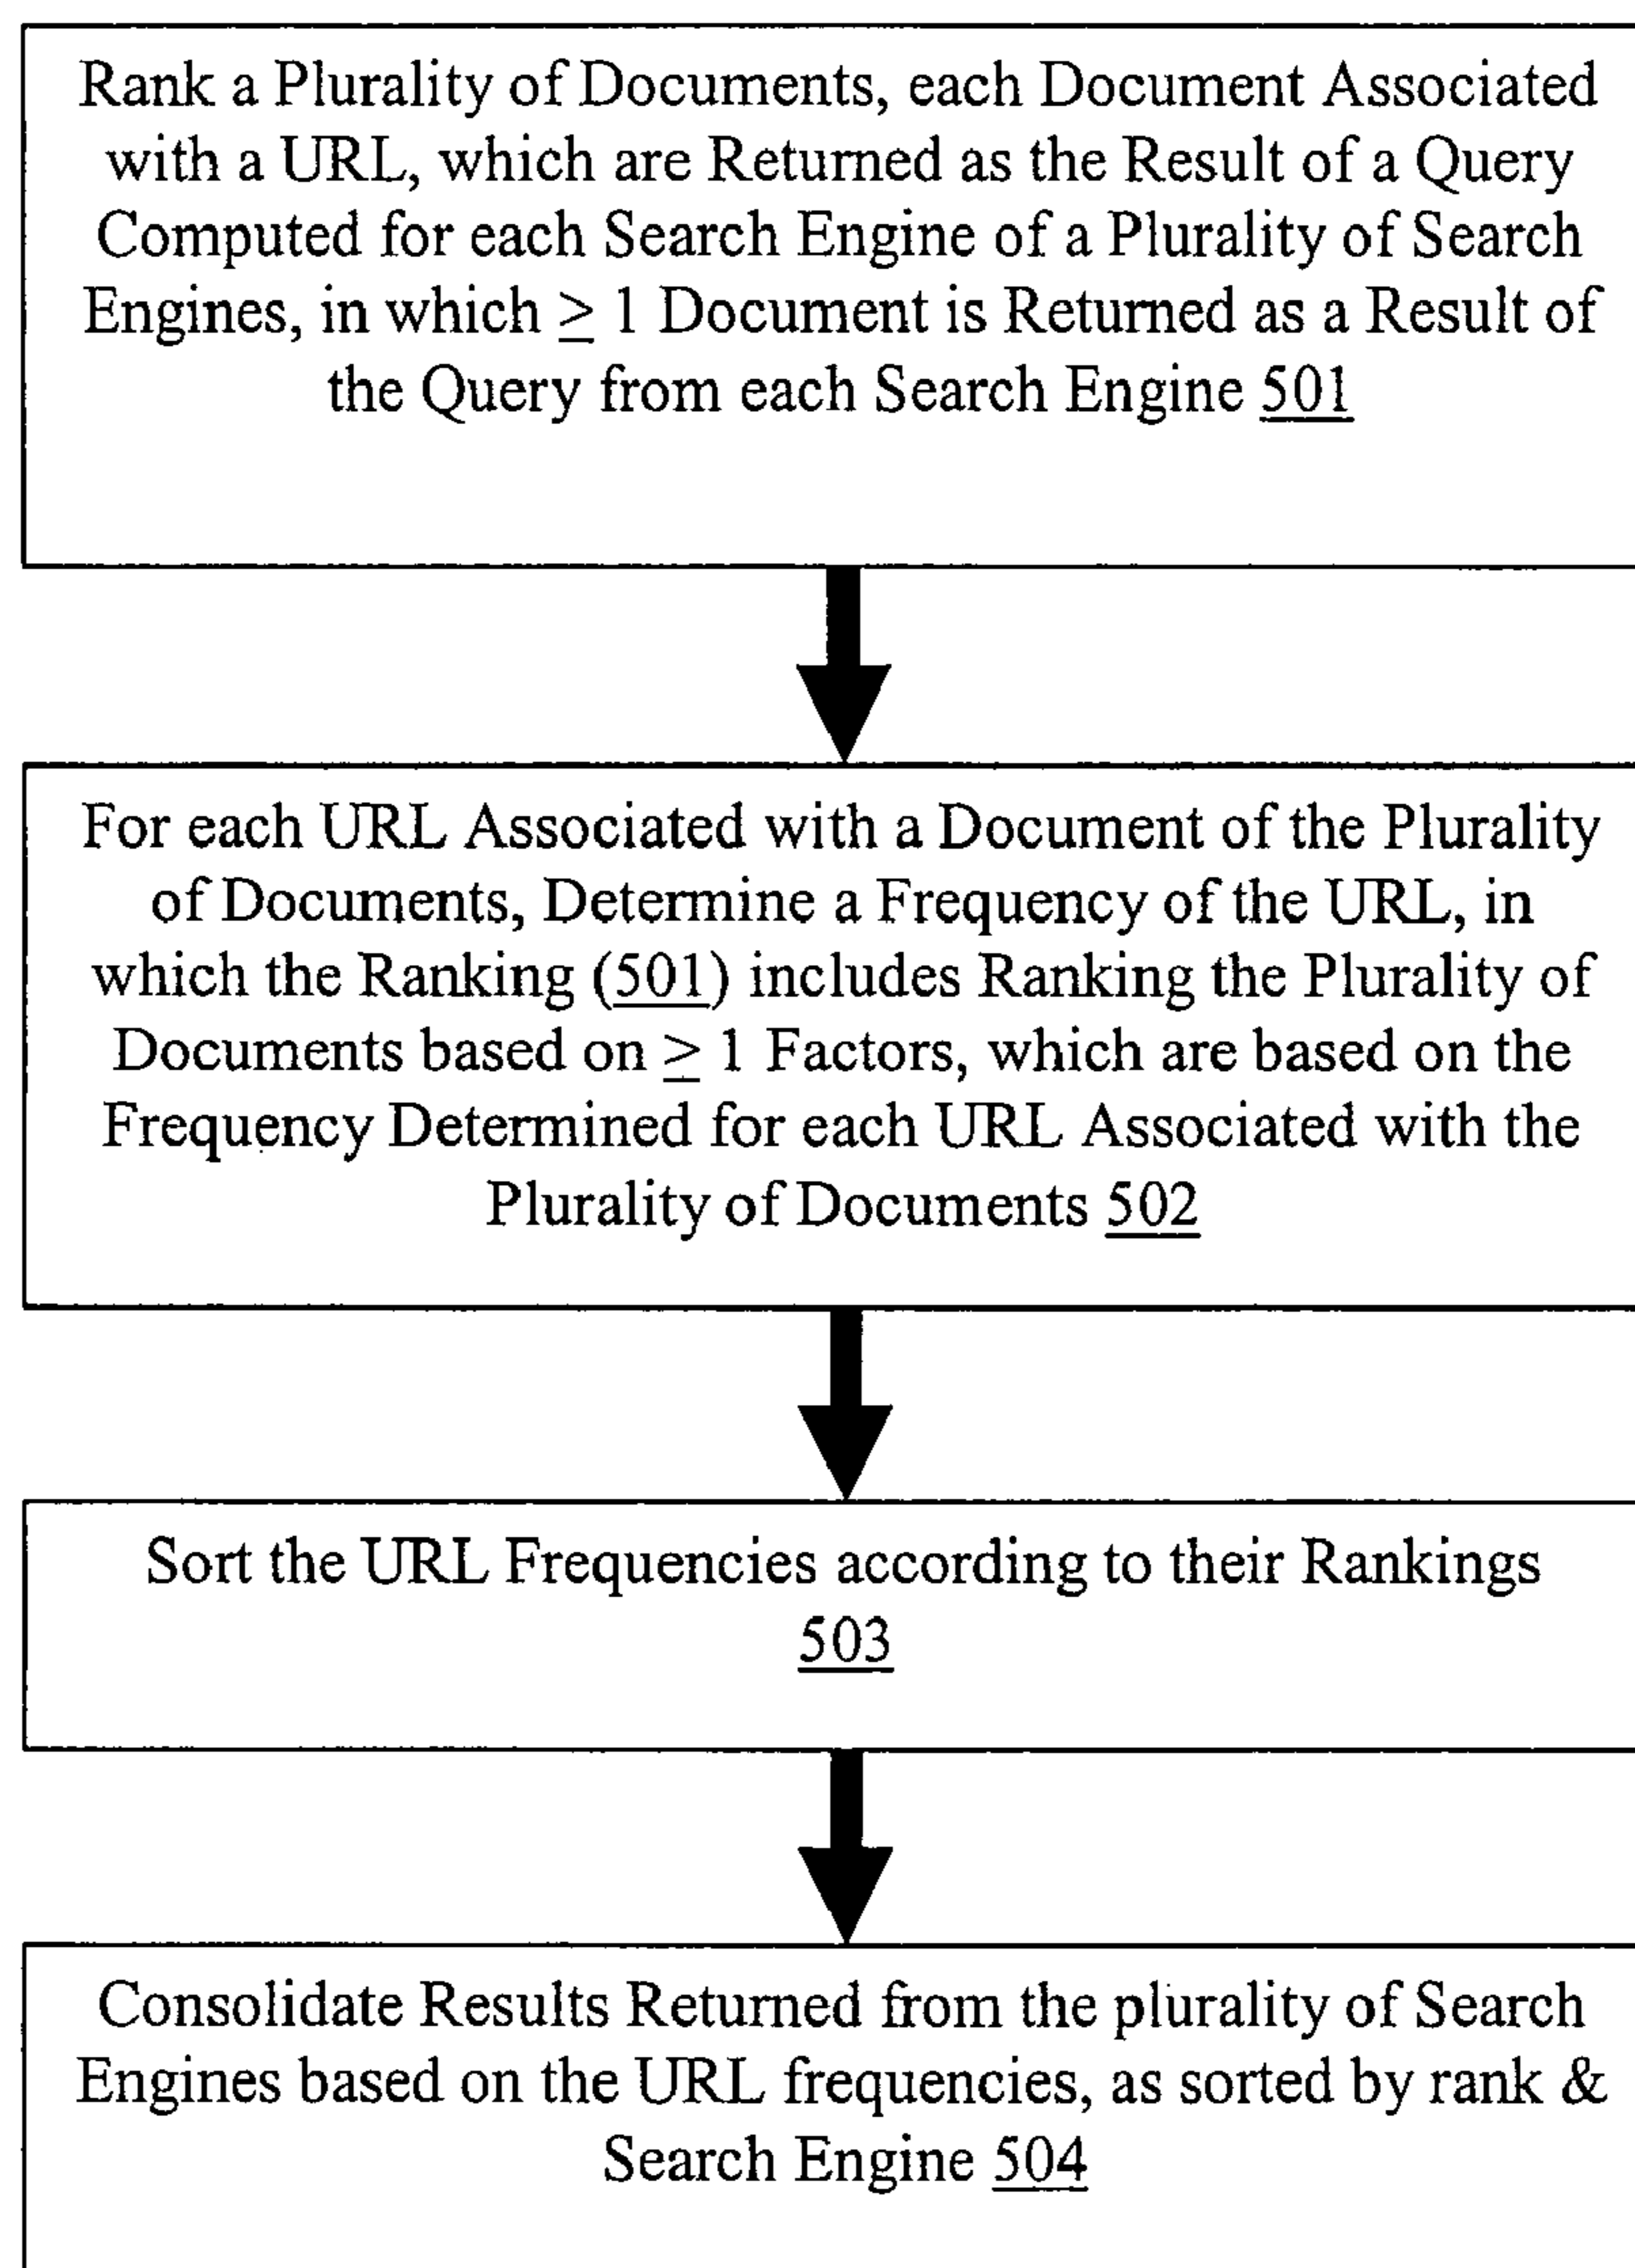 Rank a Plurality of Documents, each Document Associated
with a URL, which are Returned as the Result of a Query
Computed for each Search Engine of a Plurality of Search
Engines, in which ≥ 1 Document is Returned as a Result of
the Query from each Search Engine 501
For each URL Associated with a Document of the Plurality
of Documents, Determine a Frequency of the URL, in
which the Ranking (501) includes Ranking the Plurality of
Documents based on ≥ 1 Factors, which are based on the
Frequency Determined for each URL Associated with the
Plurality of Documents 502
Sort the URL Frequencies according to their Rankings
503
Consolidate Results Returned from the plurality of Search
Engines based on the URL frequencies, as sorted by rank &
Search Engine 504